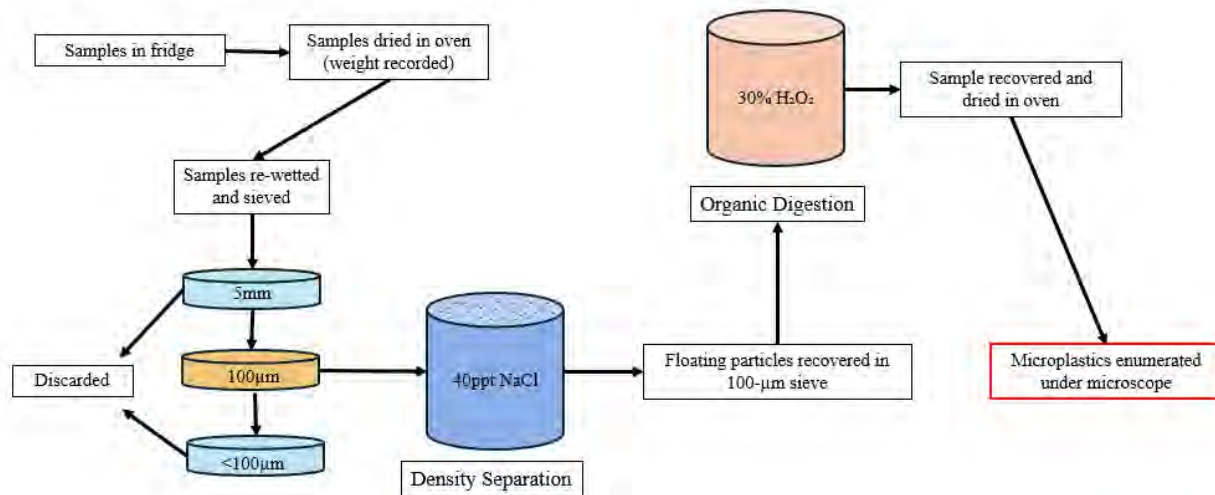 Samples in fridge
Samples dried in oven
(weight recorded)
Samples re-wetted
and sieved
5mm
100µm
<100µm
Discarded
40ppt NaCl
Density Separation
Floating particles recovered in
100-µm sieve
30% H₂O₂
Organic Digestion
Sample recovered and
dried in oven
Microplastics enumerated
under microscope